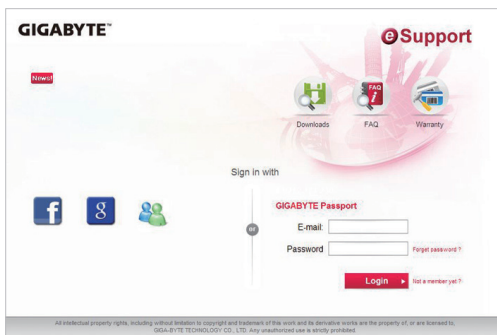 GIGABYTE™
eSupport
News!
FAQ
Downloads
FAQ
Warranty
Sign in with
or
GIGABYTE Passport
E-mail:
Password
Forget password ?
Login
Not a member yet ?
All intellectual property rights, including without limitation to copyright and trademark of this work and its derivative works are the property of, or are licensed to,
GIGA-BYTE TECHNOLOGY CO., LTD. Any unauthorized use is strictly prohibited.